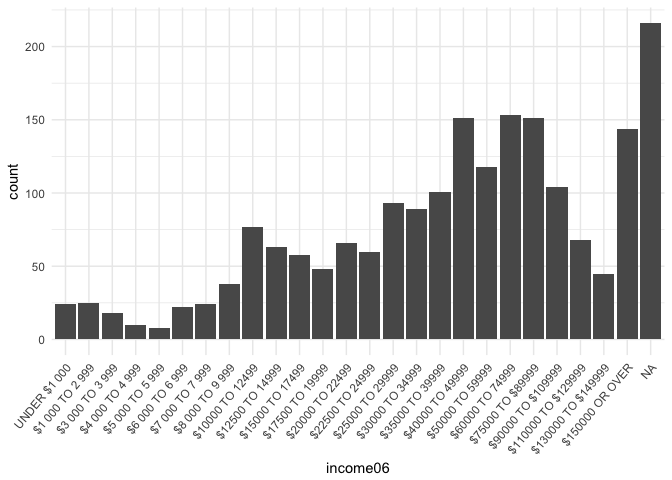 200
150
100
50
0
count
UNDER $1 000
$1 000 TO 2 999
$3 000 TO 3 999
$4 000 TO 4 999
$5 000 TO 5 999
$6 000 TO 6 999
$7 000 TO 7 999
$8 000 TO 9 999
$10000 TO 12499
$12500 TO 14999
$15000 TO 17499
$17500 TO 19999
$20000 TO 22499
$22500 TO 24999
$25000 TO 29999
$30000 TO 34999
$35000 TO 39999
$40000 TO 49999
$50000 TO 59999
$60000 TO 74999
$75000 TO $89999
$90000 TO $109999
$110000 TO $129999
$130000 TO $149999
$150000 OR OVER
NA
income06